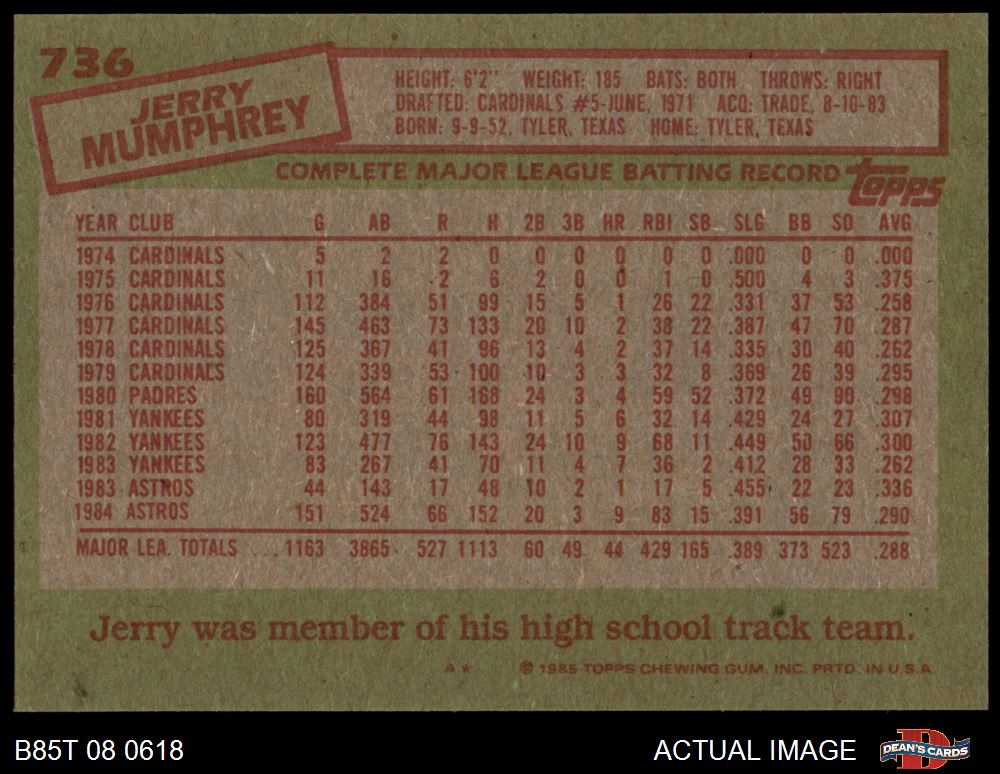 736
JERRY
MUMPHREY
HEIGHT: 6'2" WEIGHT: 185 BATS: BOTH THROWS: RIGHT
DRAFTED: CARDINALS #5-JUNE, 1971 ACQ: TRADE, 8-10-83
BORN: 9-9-52, TYLER, TEXAS HOME: TYLER, TEXAS
COMPLETE MAJOR LEAGUE BATTING RECORD topps
YEAR CLUB G AB R H 2B 3B HR RBI SB SLG BB SO AVG
1974 CARDINALS 5 2 2 0 0 0 0 0 0 .000 0 0 .000
1975 CARDINALS 11 16 2 6 2 0 0 1 0 .500 4 3 .375
1976 CARDINALS 112 384 51 99 15 5 1 26 22 .331 37 53 .258
1977 CARDINALS 145 463 73 133 20 10 2 38 22 .387 47 70 .287
1978 CARDINALS 125 367 41 96 13 4 2 37 14 .335 30 40 .262
1979 CARDINALS 124 339 53 100 10 3 3 32 8 .369 26 39 .295
1980 PADRES 160 564 61 168 24 3 4 59 52 .372 49 90 .298
1981 YANKEES 80 319 44 98 11 5 6 32 14 .429 24 27 .307
1982 YANKEES 123 477 76 143 24 10 9 68 11 .449 50 66 .300
1983 YANKEES 83 267 41 70 11 4 7 36 2 .412 28 33 .262
1983 ASTROS 44 143 17 48 10 2 1 17 5 .455 22 23 .336
1984 ASTROS 151 524 66 152 20 3 9 83 15 .391 56 79 .290
MAJOR LEA. TOTALS ... 1163 3865 527 1113 60 49 44 429 165 .389 373 523 .288
Jerry was member of his high school track team.
A* © 1985 TOPPS CHEWING GUM, INC. PRTD. IN U.S.A.
B85T 08 0618 ACTUAL IMAGE DEAN'S CARDS